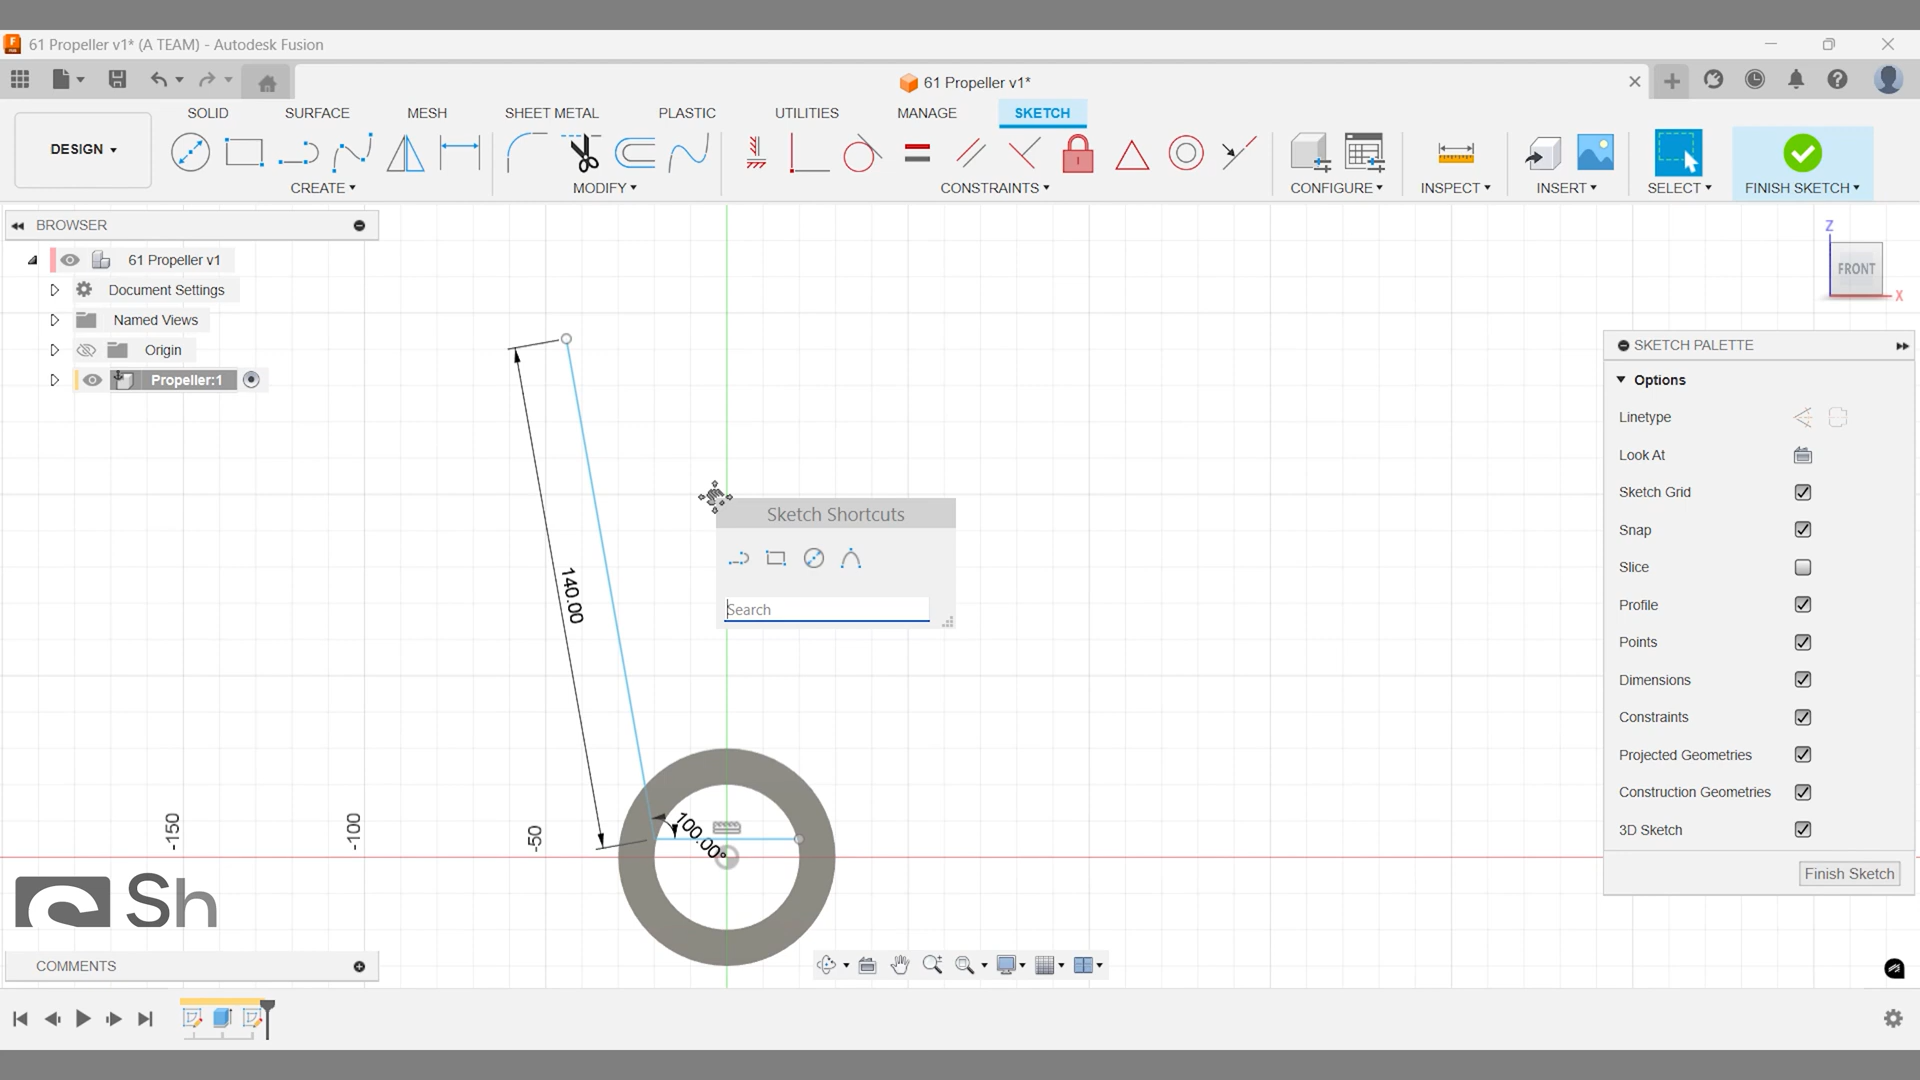 61 Propeller v1* (A TEAM) - Autodesk Fusion
61 Propeller v1*
SOLID SURFACE MESH SHEET METAL PLASTIC UTILITIES MANAGE SKETCH
DESIGN
CREATE MODIFY CONSTRAINTS CONFIGURE INSPECT INSERT SELECT FINISH SKETCH
BROWSER
61 Propeller v1
Document Settings
Named Views
Origin
Propeller:1
Z
FRONT
X
SKETCH PALETTE
Options
Linetype
Look At
Sketch Grid
Snap
Slice
Profile
Points
Dimensions
Constraints
Projected Geometries
Construction Geometries
3D Sketch
Finish Sketch
Sketch Shortcuts
Search
140.00
100.00°
-150
-100
-50
Sh
COMMENTS